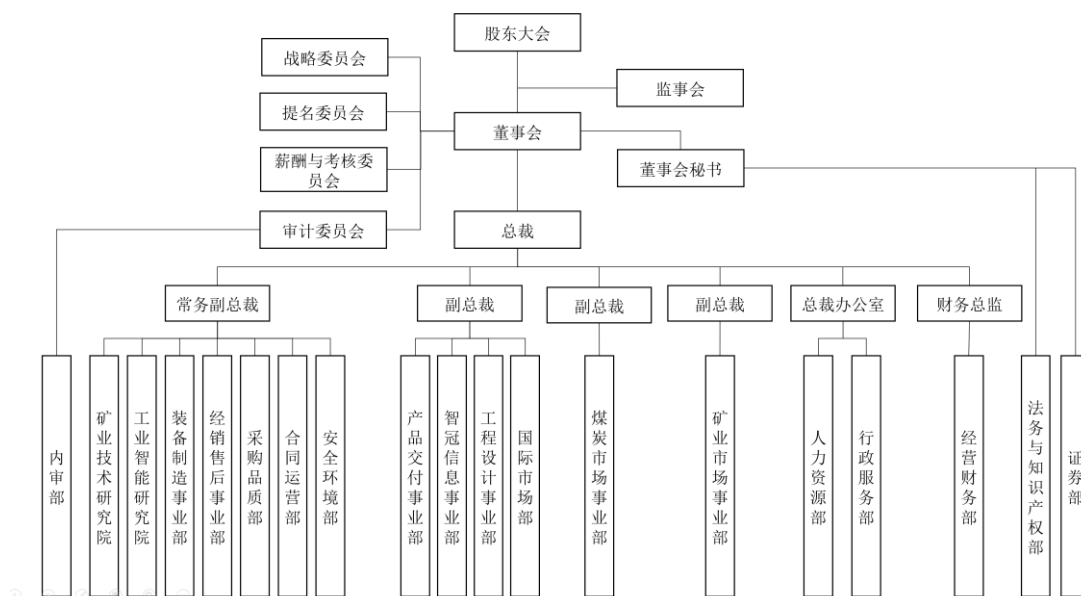 股东大会
战略委员会
监事会
提名委员会
董事会
薪酬与考核委
员会
董事会秘书
审计委员会
总裁
常务副总裁
副总裁
副总裁
副总裁
总裁办公室
财务总监
内审部
矿业技术研究院
工业智能研究院
装备制造事业部
经销售后事业部
采购品质部
合同运营部
安全环境部
产品交付事业部
智冠信息事业部
工程设计事业部
国际市场部
煤炭市场事业部
矿业市场事业部
人力资源部
行政服务部
经营财务部
法务与知识产权部
证券部